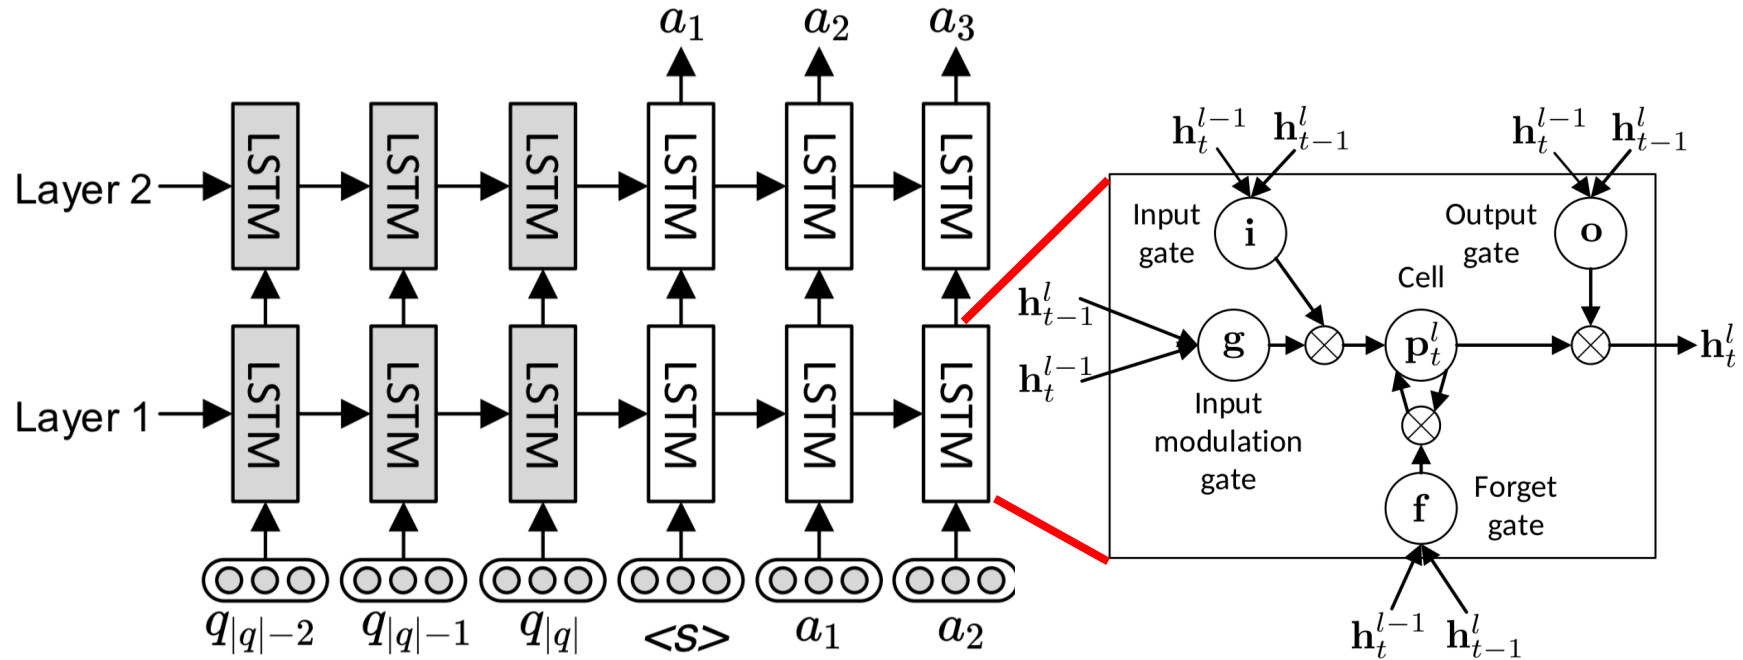 a₁ a₂ a₃
Layer 2
LSTM LSTM LSTM LSTM LSTM LSTM
Layer 1
LSTM LSTM LSTM LSTM LSTM LSTM
q|q|−2 q|q|−1 q|q| <s> a₁ a₂
h_t^{l−1} h_{t−1}^l
h_t^{l−1} h_{t−1}^l
Input
gate
i
Output
gate
o
Cell
h_{t−1}^l
h_t^{l−1}
g
p_t^l
h_t^l
Input
modulation
gate
f
Forget
gate
h_t^{l−1} h_{t−1}^l